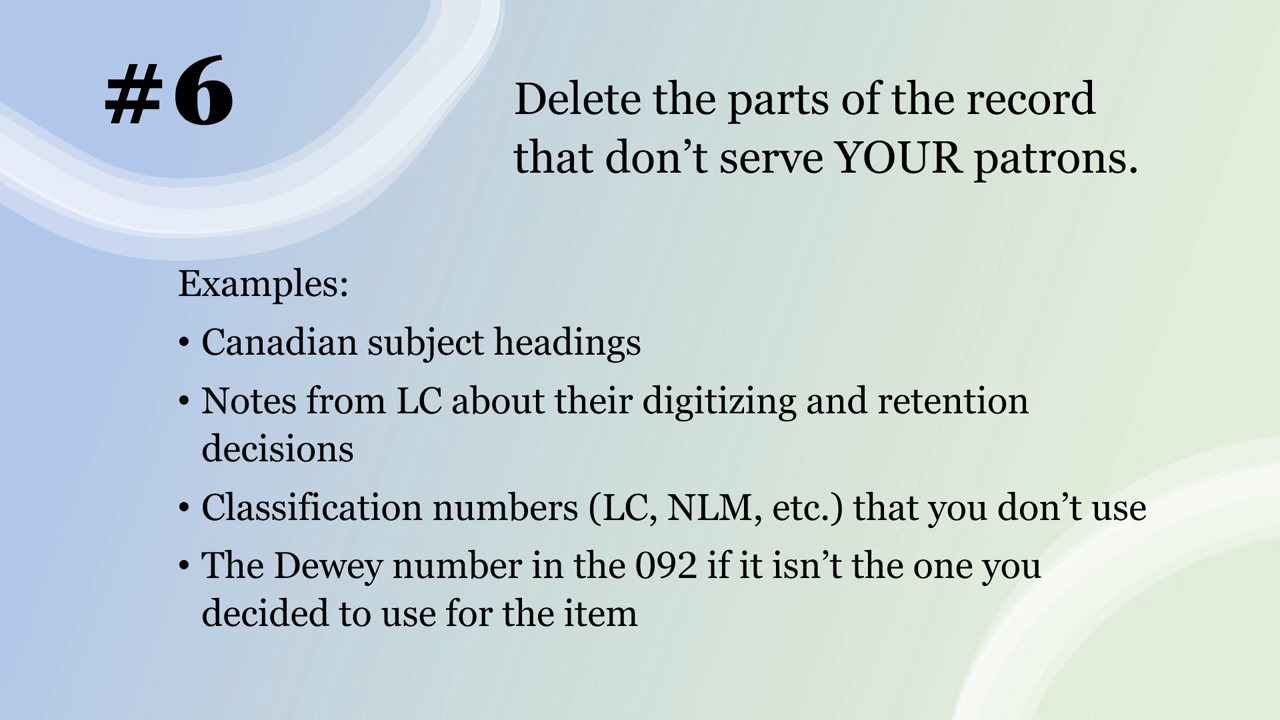 #6
Delete the parts of the record
that don’t serve YOUR patrons.
Examples:
• Canadian subject headings
• Notes from LC about their digitizing and retention
decisions
• Classification numbers (LC, NLM, etc.) that you don’t use
• The Dewey number in the 092 if it isn’t the one you
decided to use for the item